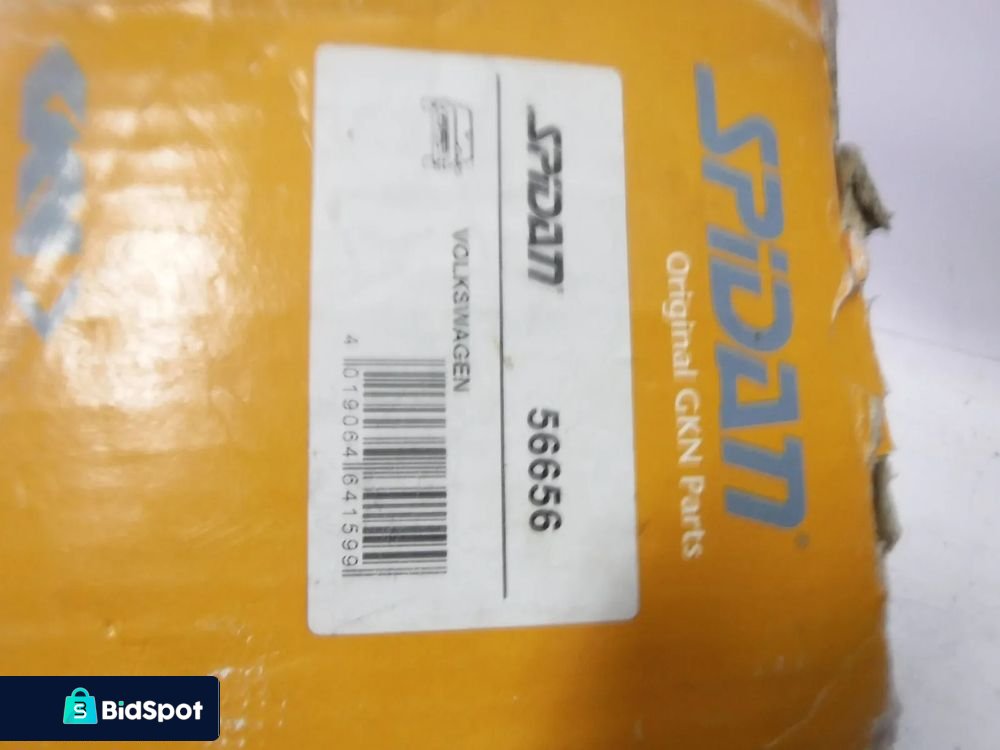 SPIDAN®
Original GKN Parts
SPIDAN 56656
VOLKSWAGEN
4 019064 641599
BidSpot